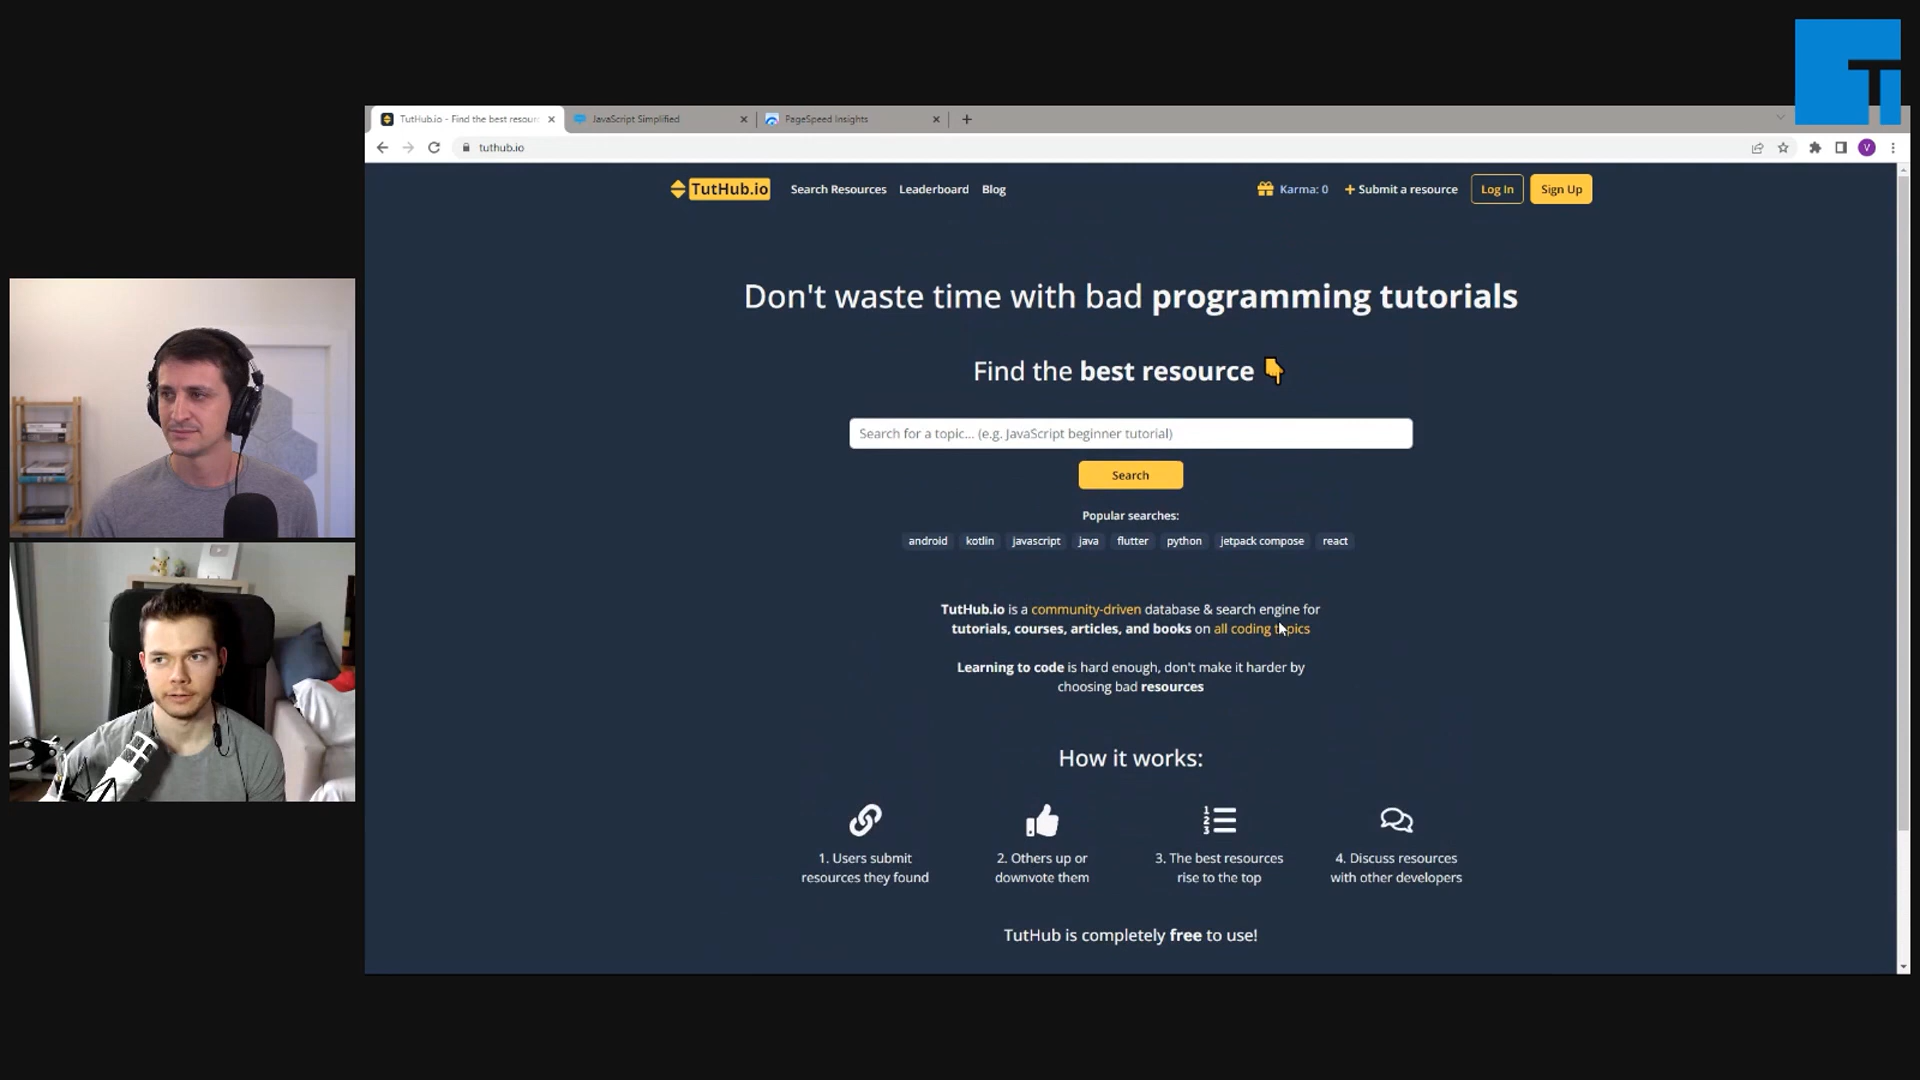 TutHub.io - Find the best resour
JavaScript Simplified
PageSpeed Insights
tuthub.io
V
TutHub.io
Search Resources
Leaderboard
Blog
Karma: 0
+ Submit a resource
Log In
Sign Up
Don't waste time with bad programming tutorials
Find the best resource
Search for a topic... (e.g. JavaScript beginner tutorial)
Search
Popular searches:
android
kotlin
javascript
java
flutter
python
jetpack compose
react
TutHub.io is a community-driven database & search engine for
tutorials, courses, articles, and books on all coding topics
Learning to code is hard enough, don't make it harder by
choosing bad resources
How it works:
1. Users submit
resources they found
2. Others up or
downvote them
1
2
3
3. The best resources
rise to the top
4. Discuss resources
with other developers
TutHub is completely free to use!